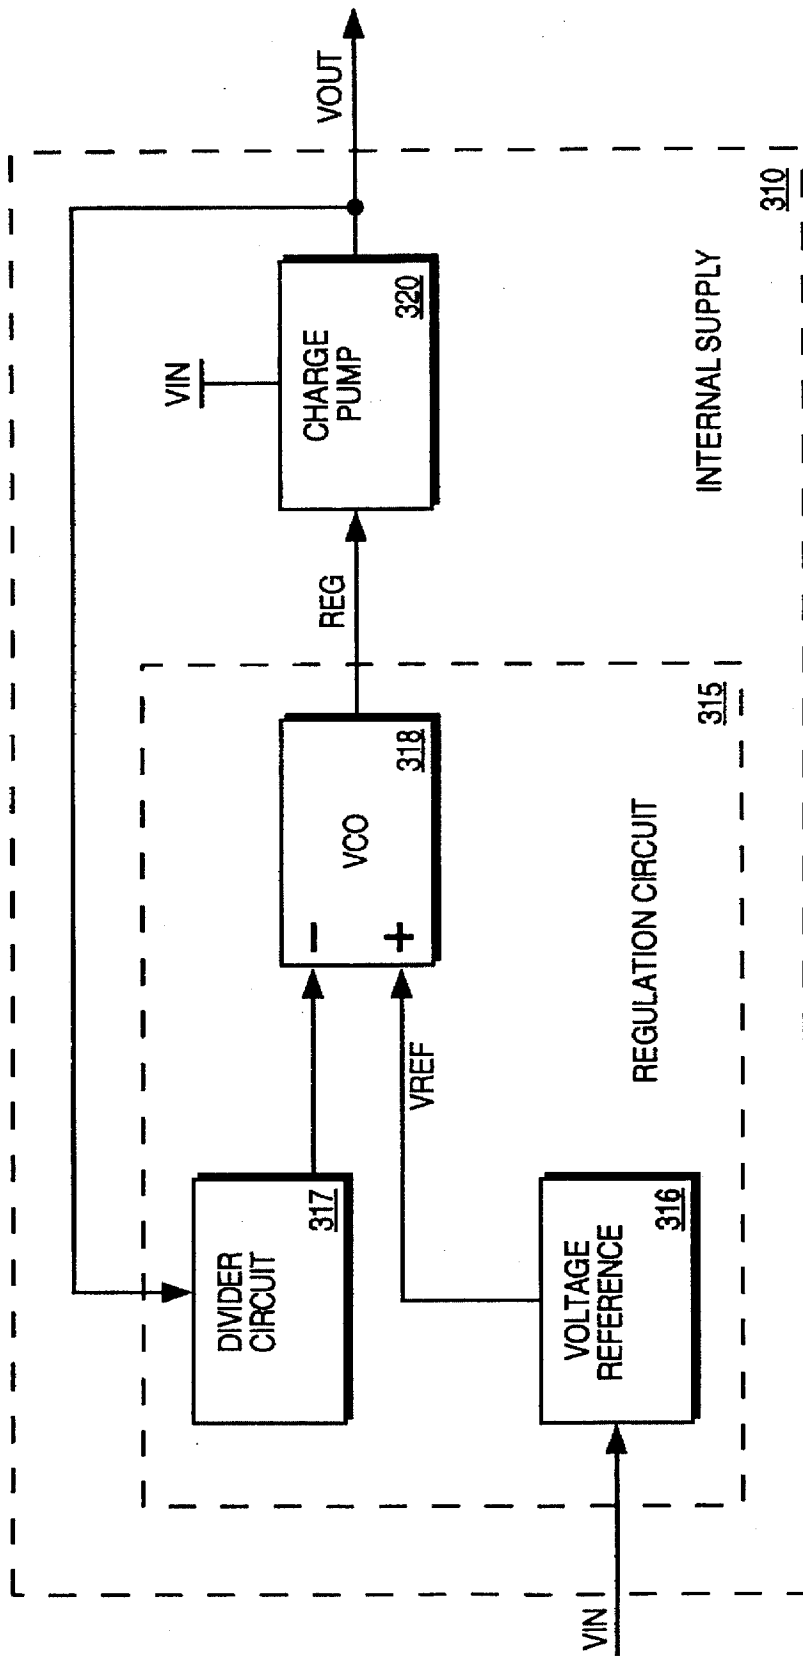 VOUT
310
VIN
CHARGE
PUMP
320
INTERNAL SUPPLY
REG
315
VCO
318
-
+
REGULATION CIRCUIT
VREF
DIVIDER
CIRCUIT
317
VOLTAGE
REFERENCE
316
VIN